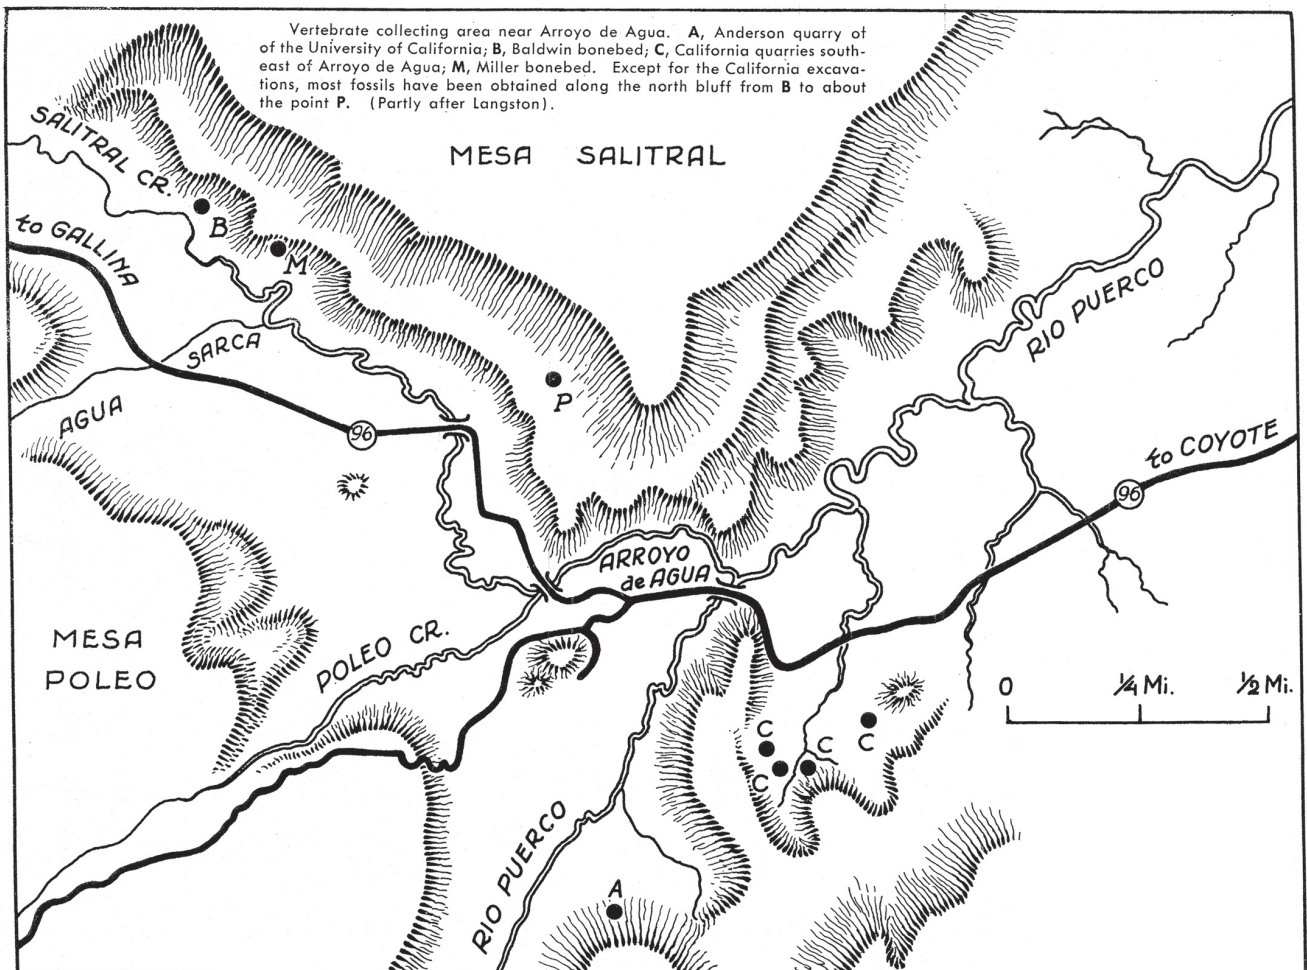 Vertebrate collecting area near Arroyo de Agua. A, Anderson quarry of
of the University of California; B, Baldwin bonebed; C, California quarries south-
east of Arroyo de Agua; M, Miller bonebed. Except for the California excava-
tions, most fossils have been obtained along the north bluff from B to about
the point P. (Partly after Langston).
MESA SALITRAL
SALITRAL CR.
B
to GALLINA
M
RIO PUERCO
AGUA SARCA
P
96
to COYOTE
96
ARROYO
de AGUA
MESA
POLEO
POLEO CR.
0 ¼ Mi. ½ Mi.
C
C
C
C
RIO PUERCO
A